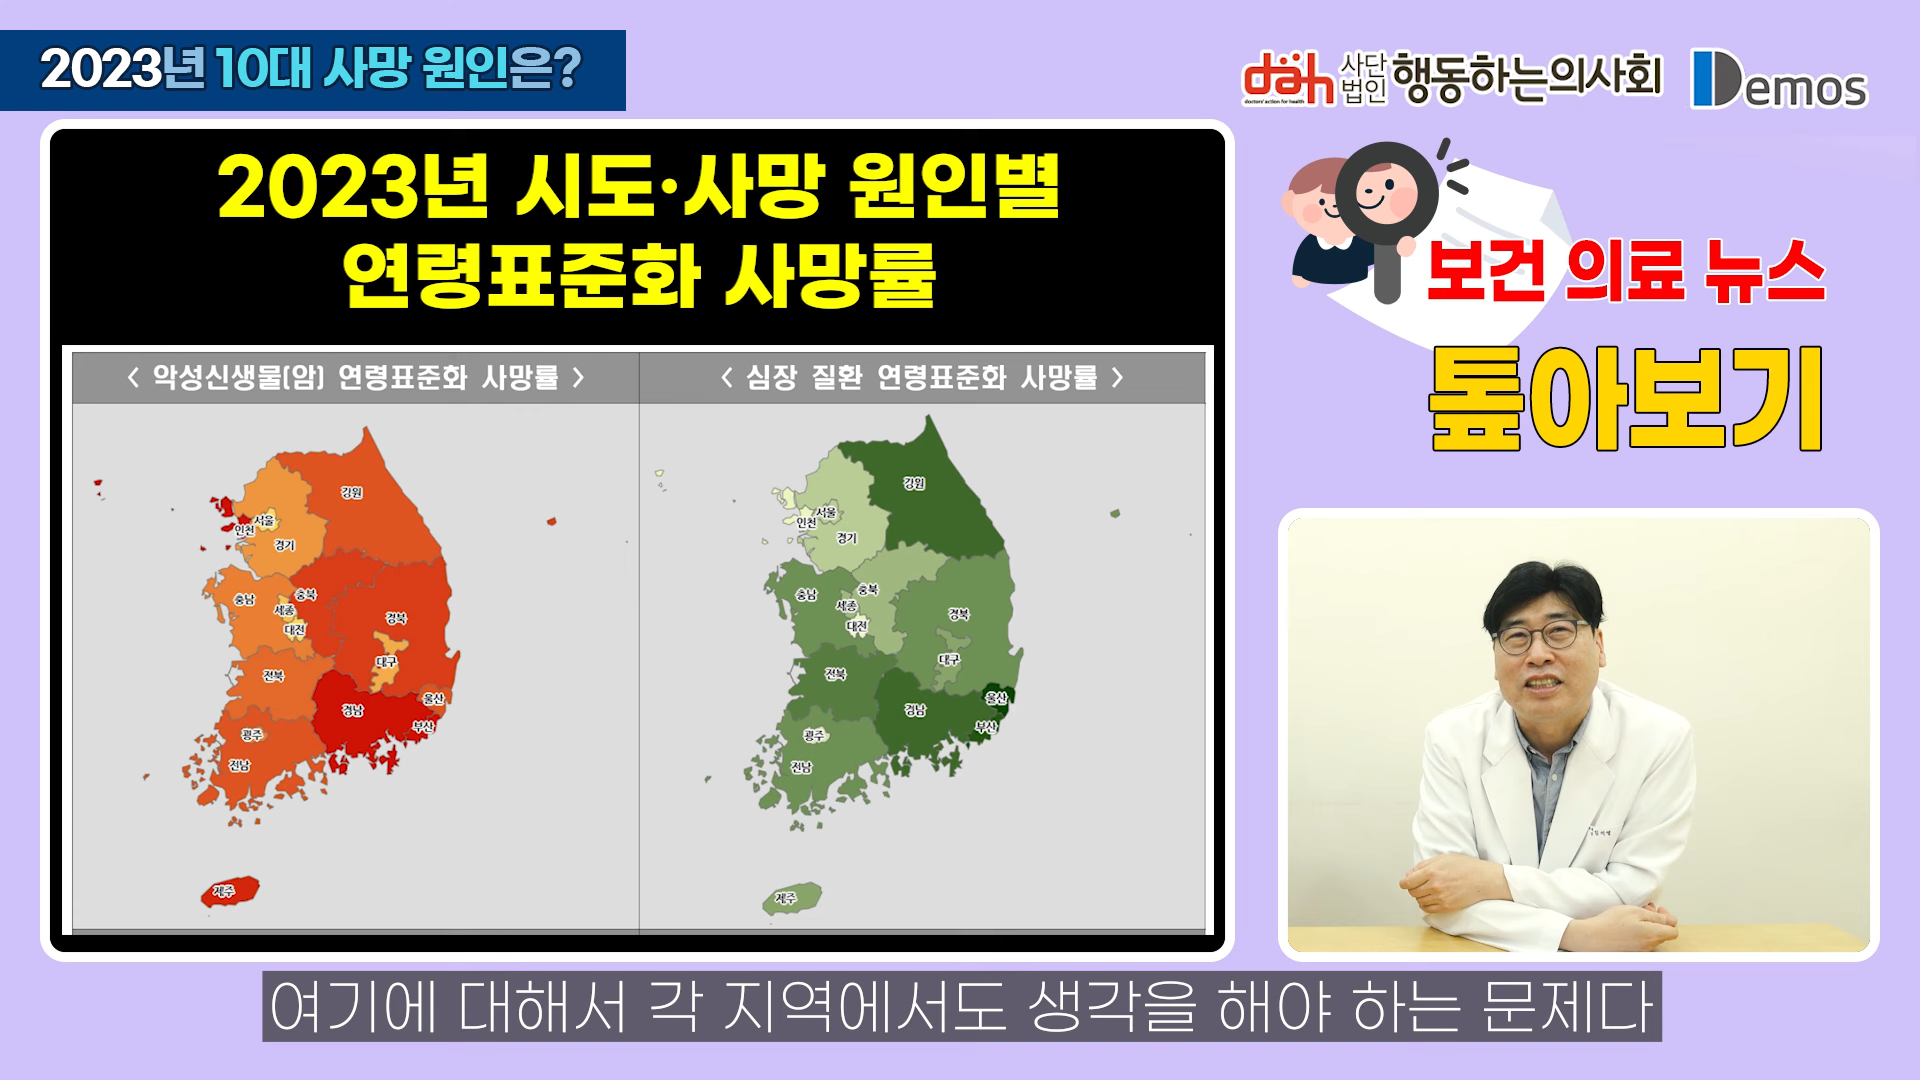 2023년 10대 사망 원인은?
däh 사단법인 행동하는의사회
doctors' action for health
Demos
2023년 시도·사망 원인별
연령표준화 사망률
< 악성신생물(암) 연령표준화 사망률 >
강원
서울
인천
경기
충남
충북
세종
대전
경북
대구
전북
울산
경남
부산
광주
전남
제주
< 심장 질환 연령표준화 사망률 >
강원
서울
인천
경기
충남
충북
세종
대전
경북
대구
전북
울산
경남
부산
광주
전남
제주
보건 의료 뉴스
톺아보기
여기에 대해서 각 지역에서도 생각을 해야 하는 문제다